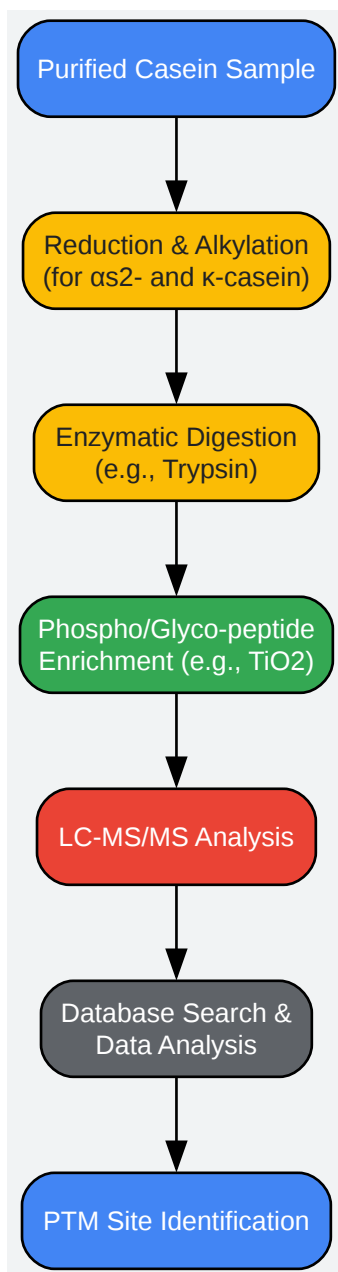 Purified Casein Sample
Reduction & Alkylation
(for αs2- and κ-casein)
Enzymatic Digestion
(e.g., Trypsin)
Phospho/Glyco-peptide
Enrichment (e.g., TiO2)
LC-MS/MS Analysis
Database Search &
Data Analysis
PTM Site Identification